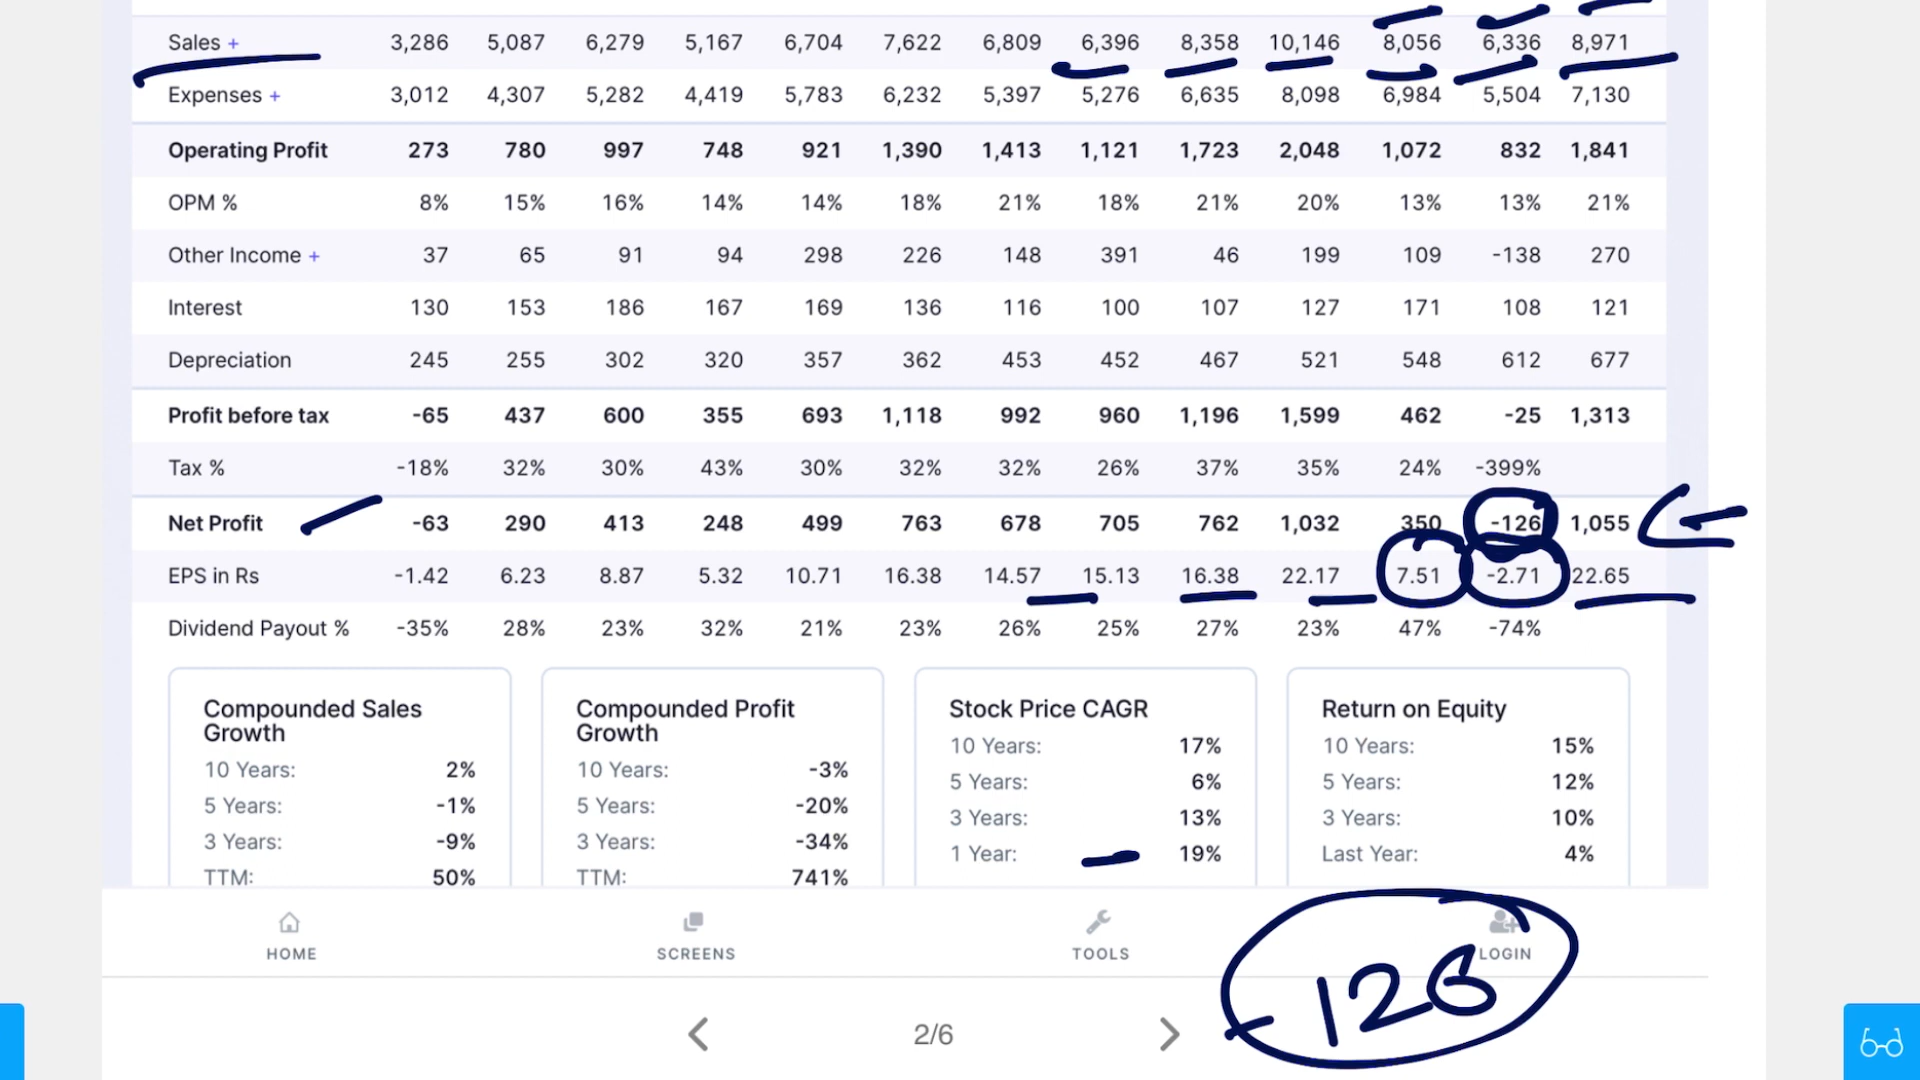 Sales + 3,286 5,087 6,279 5,167 6,704 7,622 6,809 6,396 8,358 10,146 8,056 6,336 8,971
Expenses + 3,012 4,307 5,282 4,419 5,783 6,232 5,397 5,276 6,635 8,098 6,984 5,504 7,130
Operating Profit 273 780 997 748 921 1,390 1,413 1,121 1,723 2,048 1,072 832 1,841
OPM % 8% 15% 16% 14% 14% 18% 21% 18% 21% 20% 13% 13% 21%
Other Income + 37 65 91 94 298 226 148 391 46 199 109 -138 270
Interest 130 153 186 167 169 136 116 100 107 127 171 108 121
Depreciation 245 255 302 320 357 362 453 452 467 521 548 612 677
Profit before tax -65 437 600 355 693 1,118 992 960 1,196 1,599 462 -25 1,313
Tax % -18% 32% 30% 43% 30% 32% 32% 26% 37% 35% 24% -399%
Net Profit -63 290 413 248 499 763 678 705 762 1,032 350 -126 1,055
EPS in Rs -1.42 6.23 8.87 5.32 10.71 16.38 14.57 15.13 16.38 22.17 7.51 -2.71 22.65
Dividend Payout % -35% 28% 23% 32% 21% 23% 26% 25% 27% 23% 47% -74%
Compounded Sales
Growth
10 Years: 2%
5 Years: -1%
3 Years: -9%
TTM: 50%
Compounded Profit
Growth
10 Years: -3%
5 Years: -20%
3 Years: -34%
TTM: 741%
Stock Price CAGR
10 Years: 17%
5 Years: 6%
3 Years: 13%
1 Year: 19%
Return on Equity
10 Years: 15%
5 Years: 12%
3 Years: 10%
Last Year: 4%
HOME SCREENS TOOLS LOGIN
-126
2/6